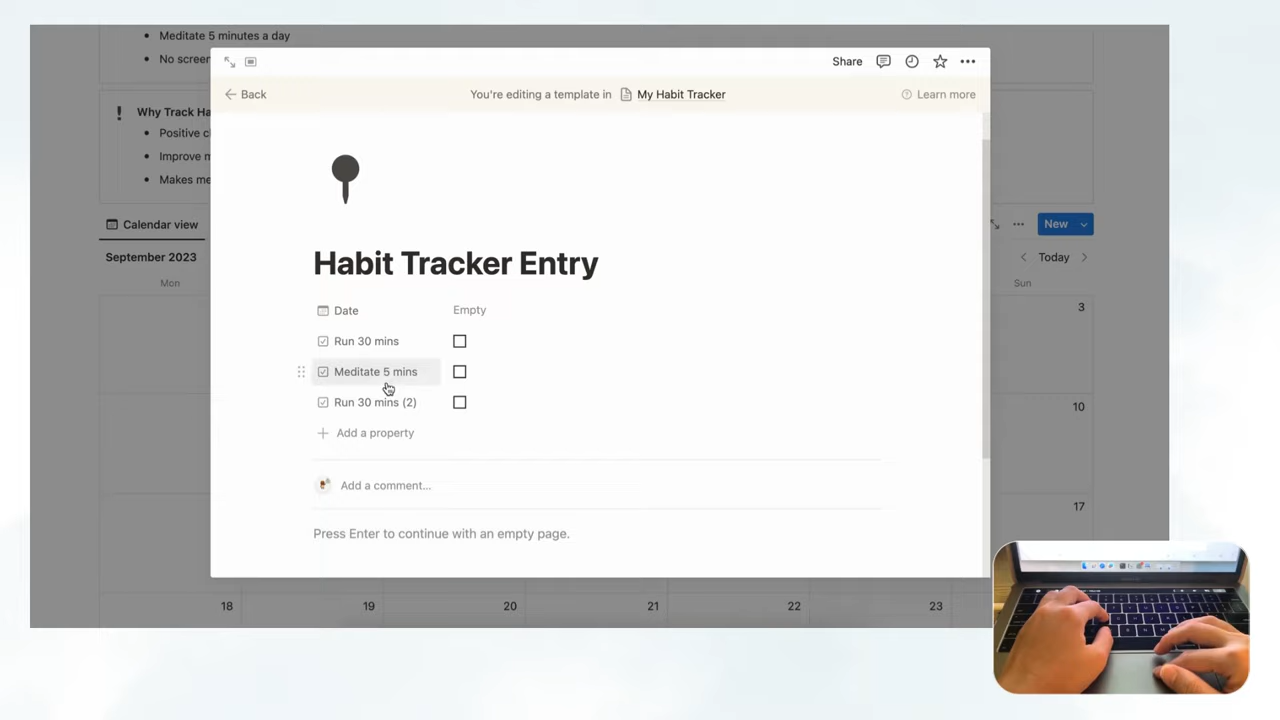 Meditate 5 minutes a day
No screen
Share
Back
You're editing a template in My Habit Tracker
Learn more
Why Track Ha
Positive c
Improve m
Makes me
Habit Tracker Entry
Calendar view
New
September 2023
Today
Mon
Sun
Date Empty
Run 30 mins
Meditate 5 mins
Run 30 mins (2)
Add a property
Add a comment...
Press Enter to continue with an empty page.
3
10
17
18 19 20 21 22 23